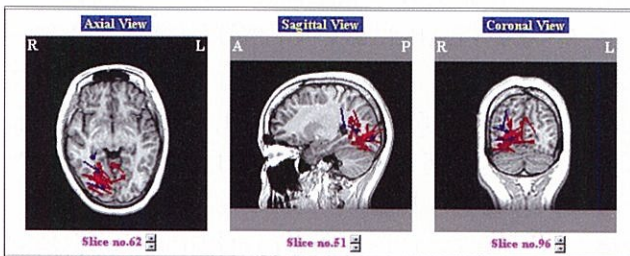 Axial View
R L
Slice no.62
Sagittal View
A P
Slice no.51
Coronal View
R L
Slice no.96